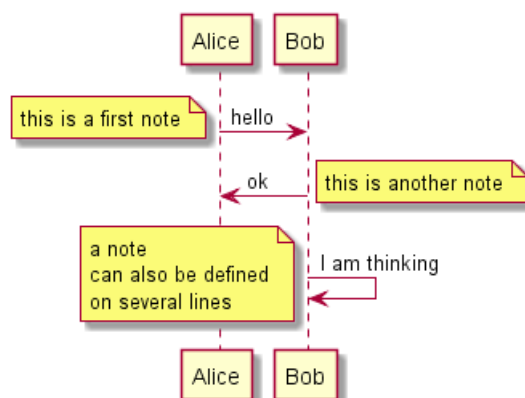 Alice Bob
this is a first note hello
ok this is another note
a note
can also be defined
on several lines
I am thinking
Alice Bob